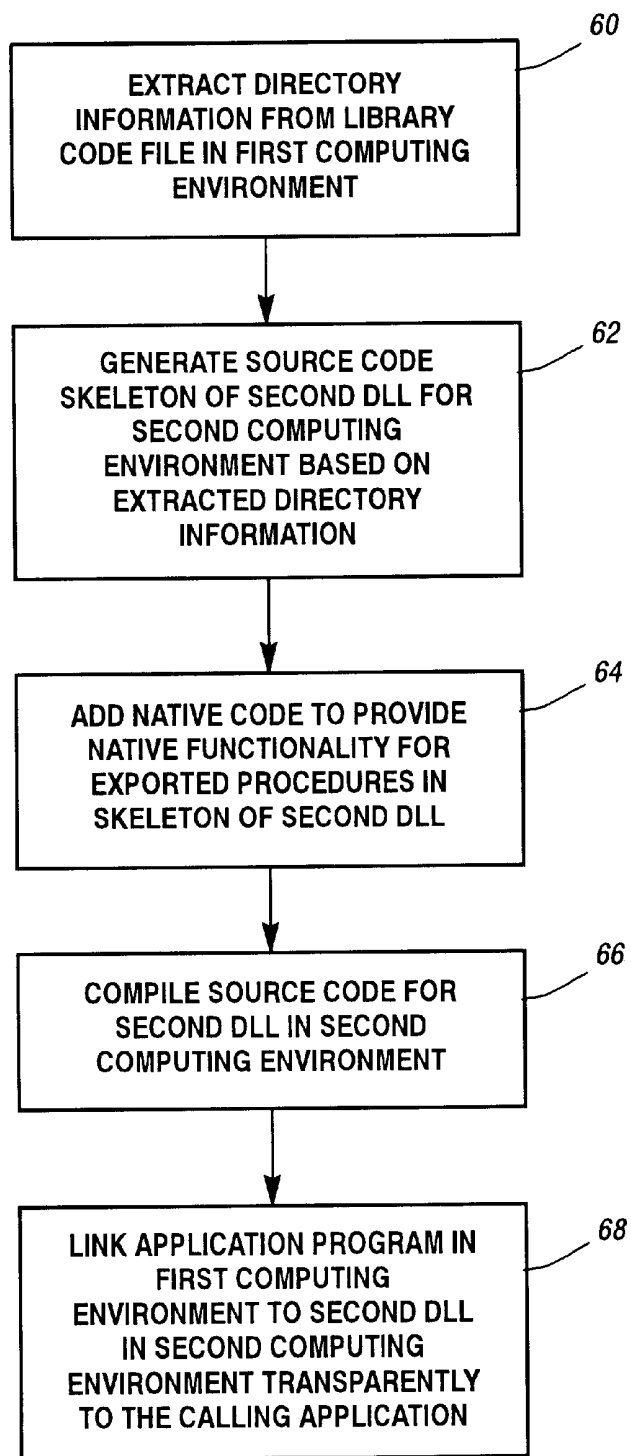 60
EXTRACT DIRECTORY
INFORMATION FROM LIBRARY
CODE FILE IN FIRST COMPUTING
ENVIRONMENT
62
GENERATE SOURCE CODE
SKELETON OF SECOND DLL FOR
SECOND COMPUTING
ENVIRONMENT BASED ON
EXTRACTED DIRECTORY
INFORMATION
64
ADD NATIVE CODE TO PROVIDE
NATIVE FUNCTIONALITY FOR
EXPORTED PROCEDURES IN
SKELETON OF SECOND DLL
66
COMPILE SOURCE CODE FOR
SECOND DLL IN SECOND
COMPUTING ENVIRONMENT
68
LINK APPLICATION PROGRAM IN
FIRST COMPUTING
ENVIRONMENT TO SECOND DLL
IN SECOND COMPUTING
ENVIRONMENT TRANSPARENTLY
TO THE CALLING APPLICATION